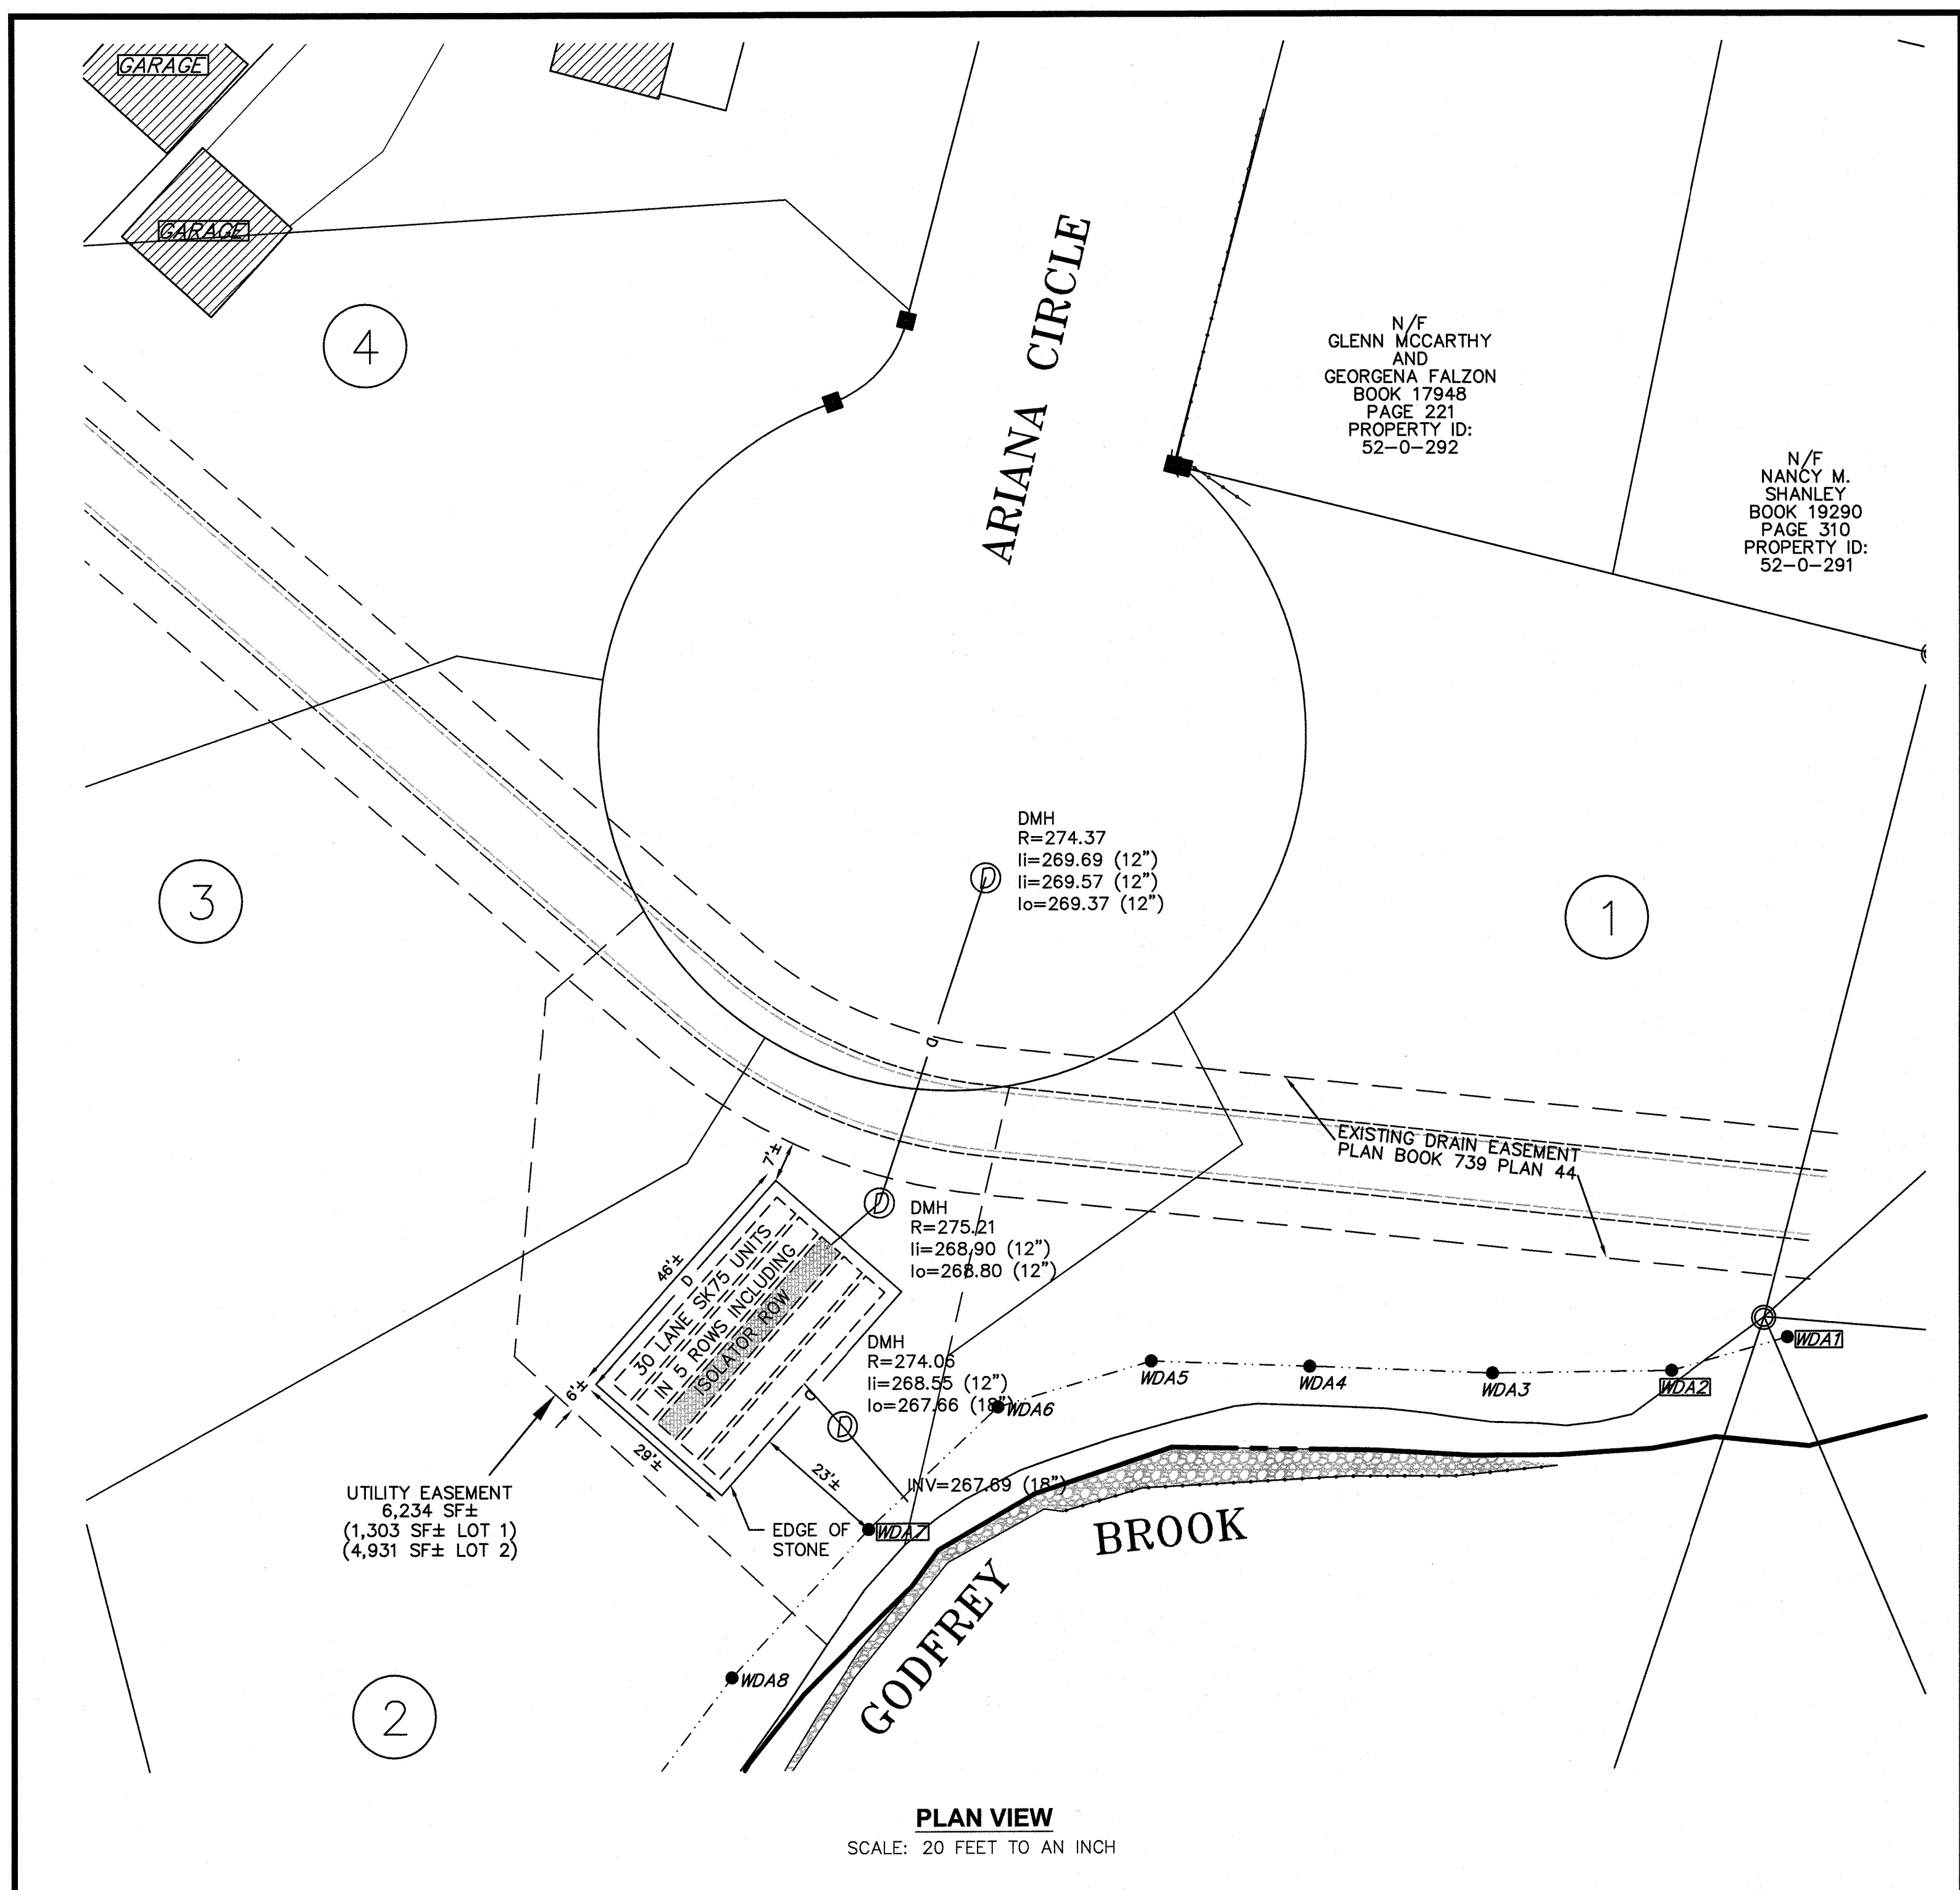 GARAGE
GARAGE
4
ARIANA CIRCLE
N/F
GLENN MCCARTHY
AND
GEORGENA FALZON
BOOK 17948
PAGE 221
PROPERTY ID:
52-0-292
N/F
NANCY M.
SHANLEY
BOOK 19290
PAGE 310
PROPERTY ID:
52-0-291
DMH
R=274.37
Ii=269.69 (12")
Ii=269.57 (12")
Io=269.37 (12")
3
1
D
D
EXISTING DRAIN EASEMENT
PLAN BOOK 739 PLAN 44
7'±
D
DMH
R=275.21
Ii=268.90 (12")
Io=268.80 (12")
46'±
D
30 LANE SK75 UNITS
IN 5 ROWS INCLUDING
ISOLATOR ROW
DMH
R=274.06
Ii=268.55 (12")
Io=267.66 (18")
WDA1
WDA2
WDA3
WDA4
WDA5
WDA6
6'±
29'±
D
D
23'±
INV=267.69 (18")
UTILITY EASEMENT
6,234 SF±
(1,303 SF± LOT 1)
(4,931 SF± LOT 2)
EDGE OF
STONE
WDA7
GODFREY BROOK
WDA8
2
PLAN VIEW
SCALE: 20 FEET TO AN INCH